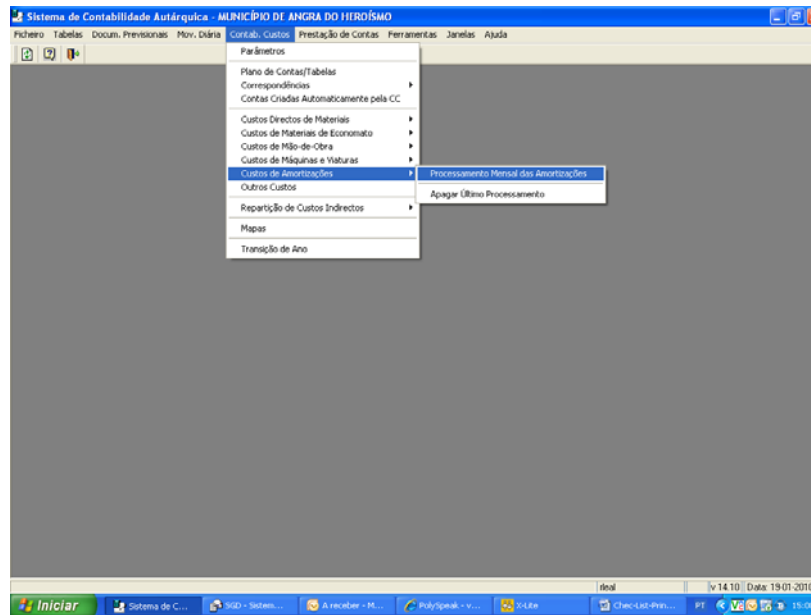 Sistema de Contabilidade Autárquica - MUNICÍPIO DE ANGRA DO HEROÍSMO
Ficheiro Tabelas Docum. Previsionais Mov. Diária Contab. Custos Prestação de Contas Ferramentas Janelas Ajuda
Parâmetros
Plano de Contas/Tabelas
Correspondências
Contas Criadas Automaticamente pela CC
Custos Directos de Materiais
Custos de Materiais de Economato
Custos de Mão-de-Obra
Custos de Máquinas e Viaturas
Custos de Amortizações
Processamento Mensal das Amortizações
Outros Custos
Apagar Último Processamento
Repartição de Custos Indirectos
Mapas
Transição de Ano
rleal v 14.10 Data: 19-01-2010
Iniciar Sistema de C... SGD - Sistem... A receber - M... PolySpeak - v... X-Lite Chec-List-Prin... PT